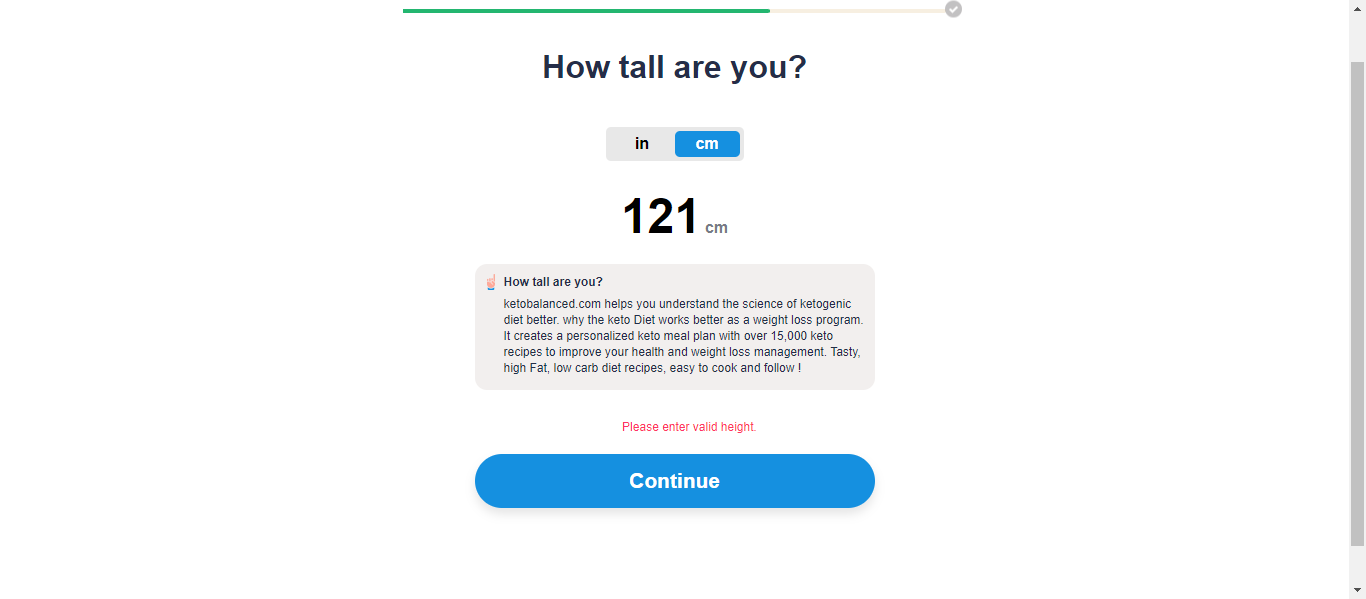 How tall are you?
in cm
121 cm
How tall are you?
ketobalanced.com helps you understand the science of ketogenic
diet better. why the keto Diet works better as a weight loss program.
It creates a personalized keto meal plan with over 15,000 keto
recipes to improve your health and weight loss management. Tasty,
high Fat, low carb diet recipes, easy to cook and follow !
Please enter valid height.
Continue